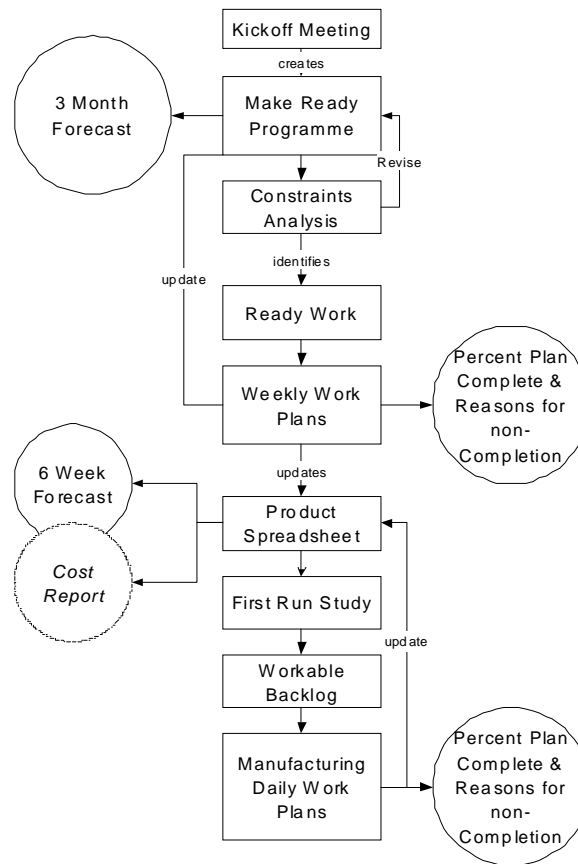 Kickoff Meeting
creates
3 Month
Forecast
Make Ready
Programme
Revise
Constraints
Analysis
identifies
update
Ready Work
Weekly Work
Plans
Percent Plan
Complete &
Reasons for
non-
Completion
updates
6 Week
Forecast
Product
Spreadsheet
Cost
Report
First Run Study
update
Workable
Backlog
Manufacturing
Daily Work
Plans
Percent Plan
Complete &
Reasons for
non-
Completion